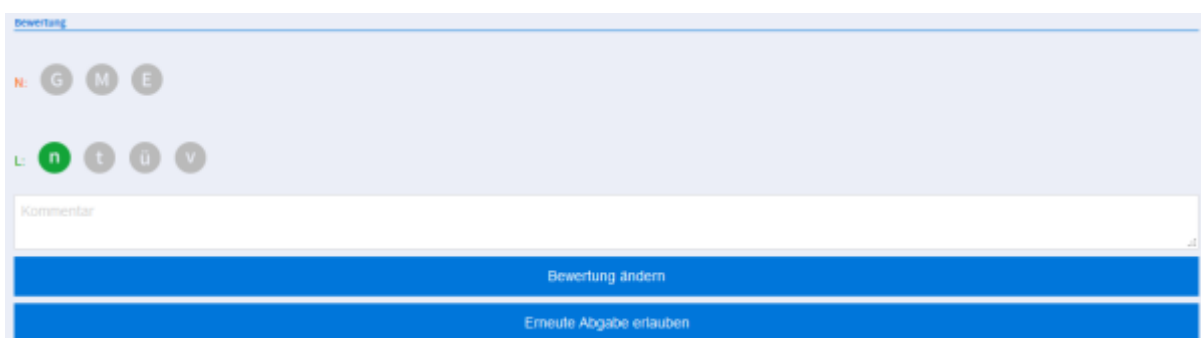 Bewertung
N: G M E
L: n t ü v
Kommentar
Bewertung ändern
Erneute Abgabe erlauben